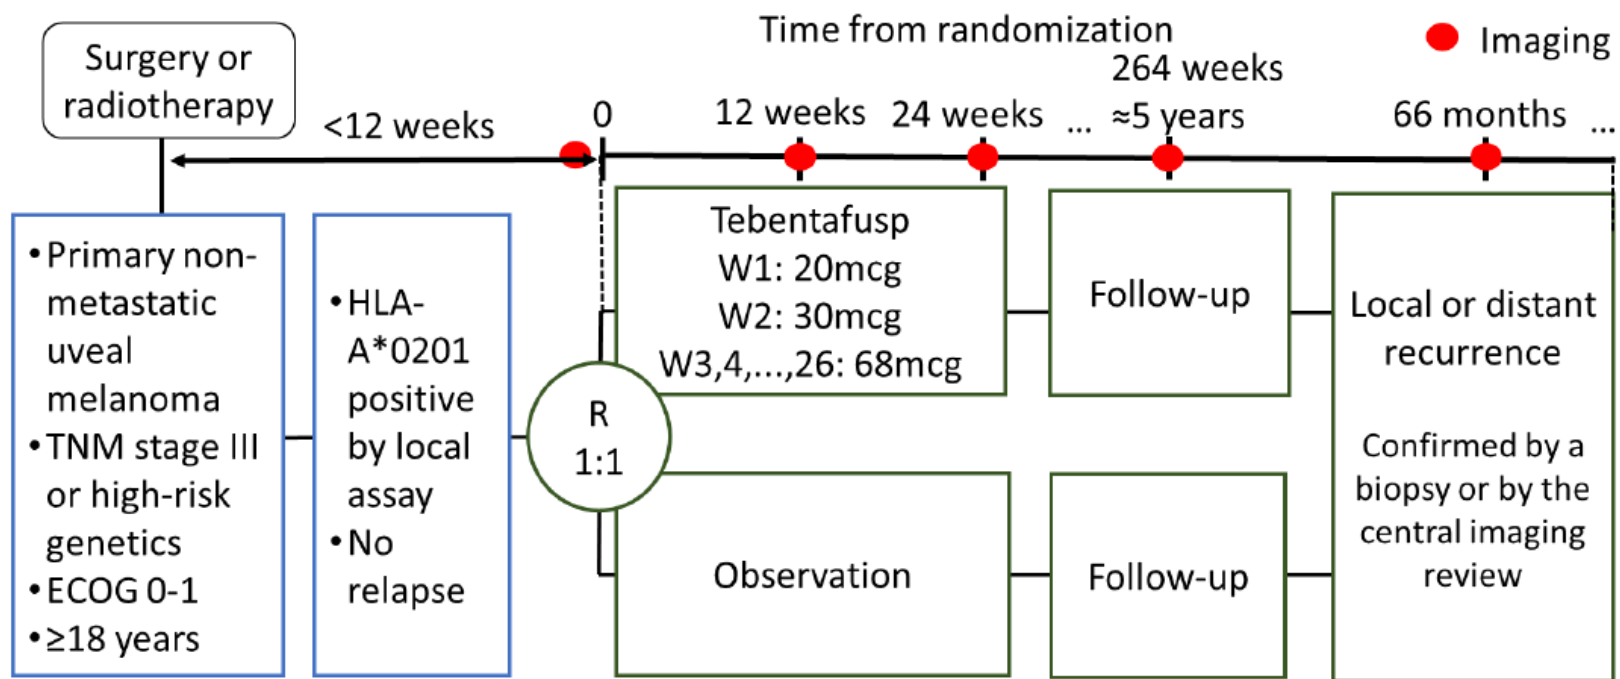 Surgery or
radiotherapy
<12 weeks
Time from randomization
Imaging
0
12 weeks
24 weeks
...
264 weeks
≈5 years
66 months
...
•Primary non-
metastatic
uveal
melanoma
•TNM stage III
or high-risk
genetics
•ECOG 0-1
•≥18 years
•HLA-
A*0201
positive
by local
assay
•No
relapse
R
1:1
Tebentafusp
W1: 20mcg
W2: 30mcg
W3,4,...,26: 68mcg
Follow-up
Observation
Follow-up
Local or distant
recurrence
Confirmed by a
biopsy or by the
central imaging
review